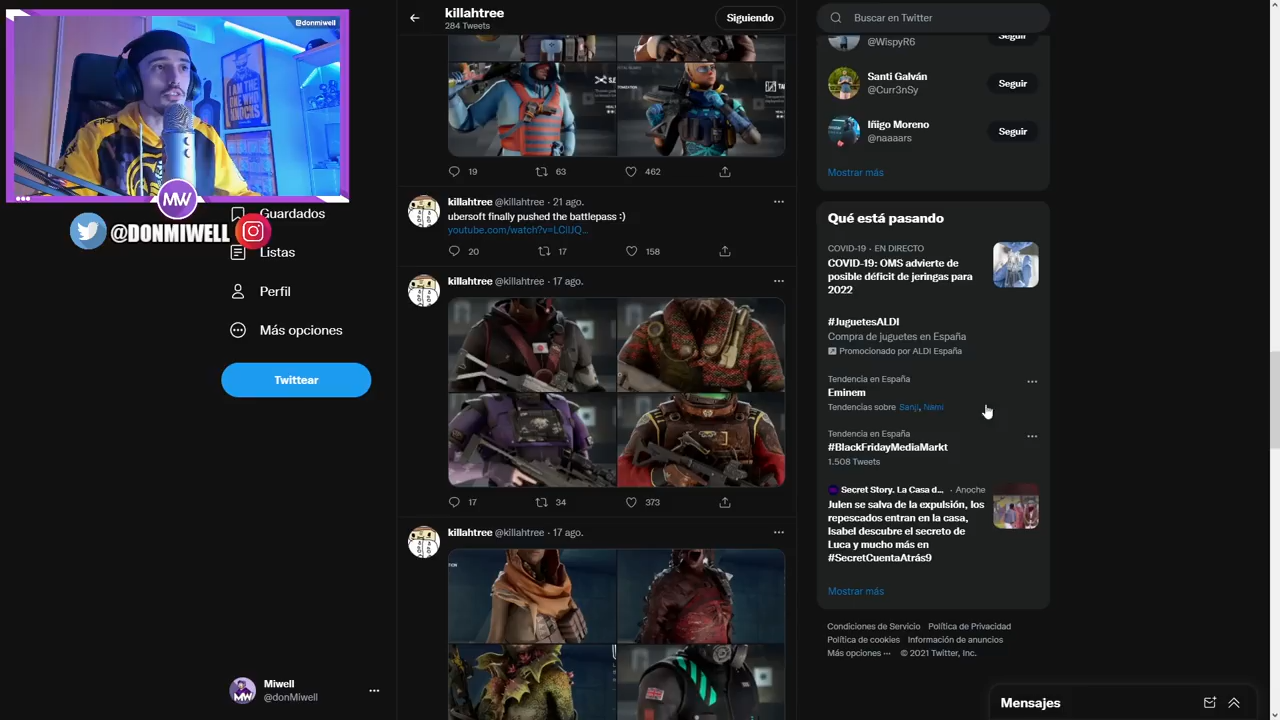 @donmiwell
I AM
THE ONE
WHO
KNOCKS
MW
@DONMIWELL
Guardados
Listas
Perfil
Más opciones
Twittear
Miwell
@donMiwell
killahtree
284 Tweets
Siguiendo
19 63 462
killahtree @killahtree · 21 ago.
ubersoft finally pushed the battlepass :)
20 17 158
killahtree @killahtree · 17 ago.
17 34 373
killahtree @killahtree · 17 ago.
Buscar en Twitter
@WispyR6
Seguir
Santi Galván
@Curr3nSy
Seguir
Iñigo Moreno
@naaaars
Seguir
Mostrar más
Qué está pasando
COVID-19 · EN DIRECTO
COVID-19: OMS advierte de
posible déficit de jeringas para
2022
#JuguetesALDI
Compra de juguetes en España
Promocionado por ALDI España
Tendencia en España
Eminem
Tendencias sobre Sanji, Nami
Tendencia en España
#BlackFridayMediaMarkt
1.508 Tweets
Secret Story. La Casa d... · Anoche
Julen se salva de la expulsión, los
repescados entran en la casa,
Isabel descubre el secreto de
Luca y mucho más en
#SecretCuentaAtrás9
Mostrar más
Condiciones de Servicio Política de Privacidad
Política de cookies Información de anuncios
Más opciones ··· © 2021 Twitter, Inc.
Mensajes